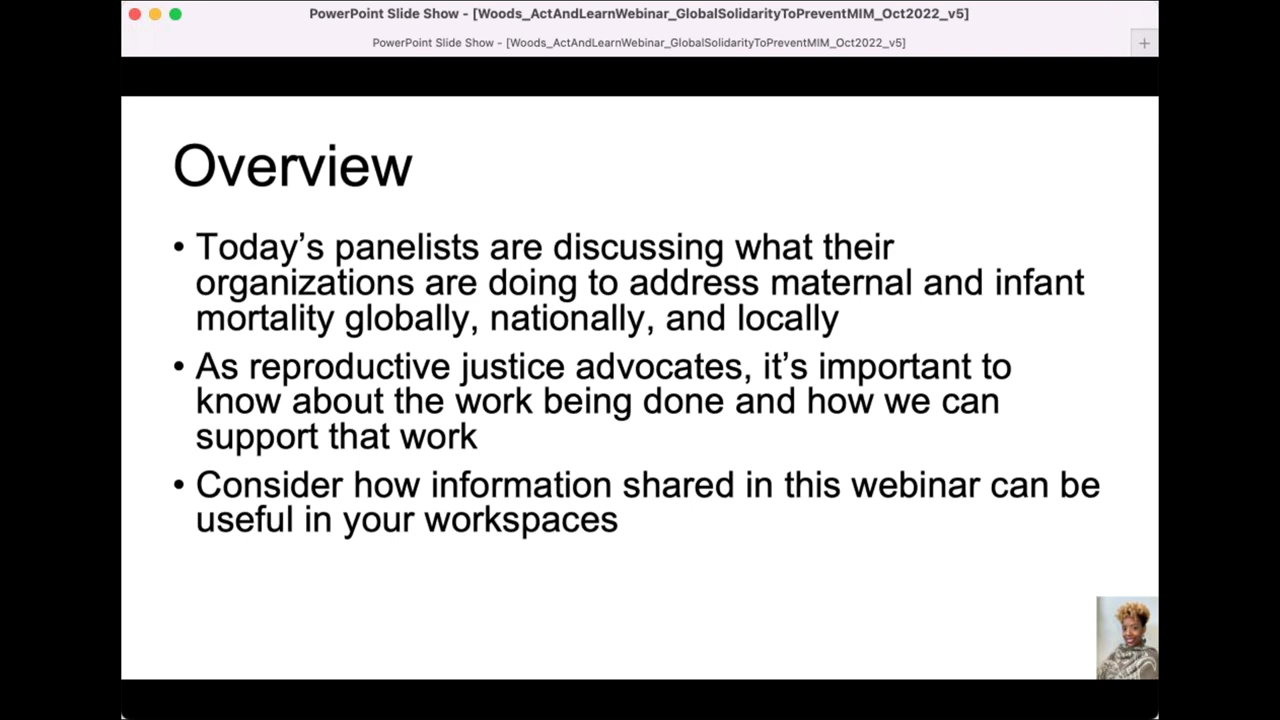 PowerPoint Slide Show - [Woods_ActAndLearnWebinar_GlobalSolidarityToPreventMIM_Oct2022_v5]
PowerPoint Slide Show - [Woods_ActAndLearnWebinar_GlobalSolidarityToPreventMIM_Oct2022_v5]
Overview
• Today’s panelists are discussing what their
organizations are doing to address maternal and infant
mortality globally, nationally, and locally
• As reproductive justice advocates, it’s important to
know about the work being done and how we can
support that work
• Consider how information shared in this webinar can be
useful in your workspaces